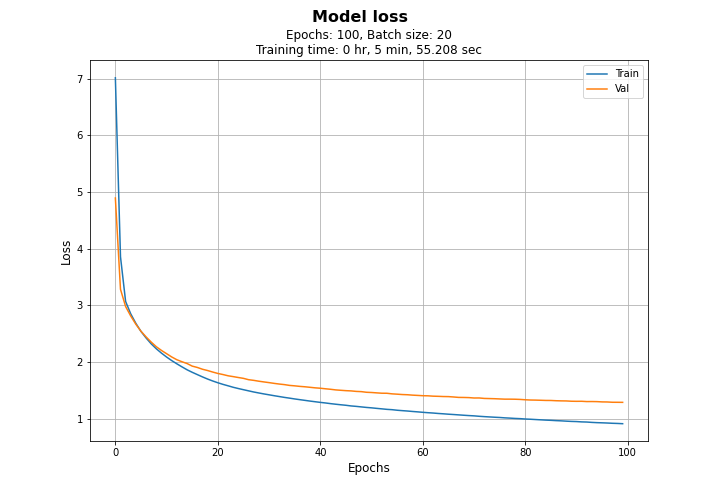 Model loss
Epochs: 100, Batch size: 20
Training time: 0 hr, 5 min, 55.208 sec
Train
Val
7
6
5
4
3
2
1
Loss
0
20
40
60
80
100
Epochs